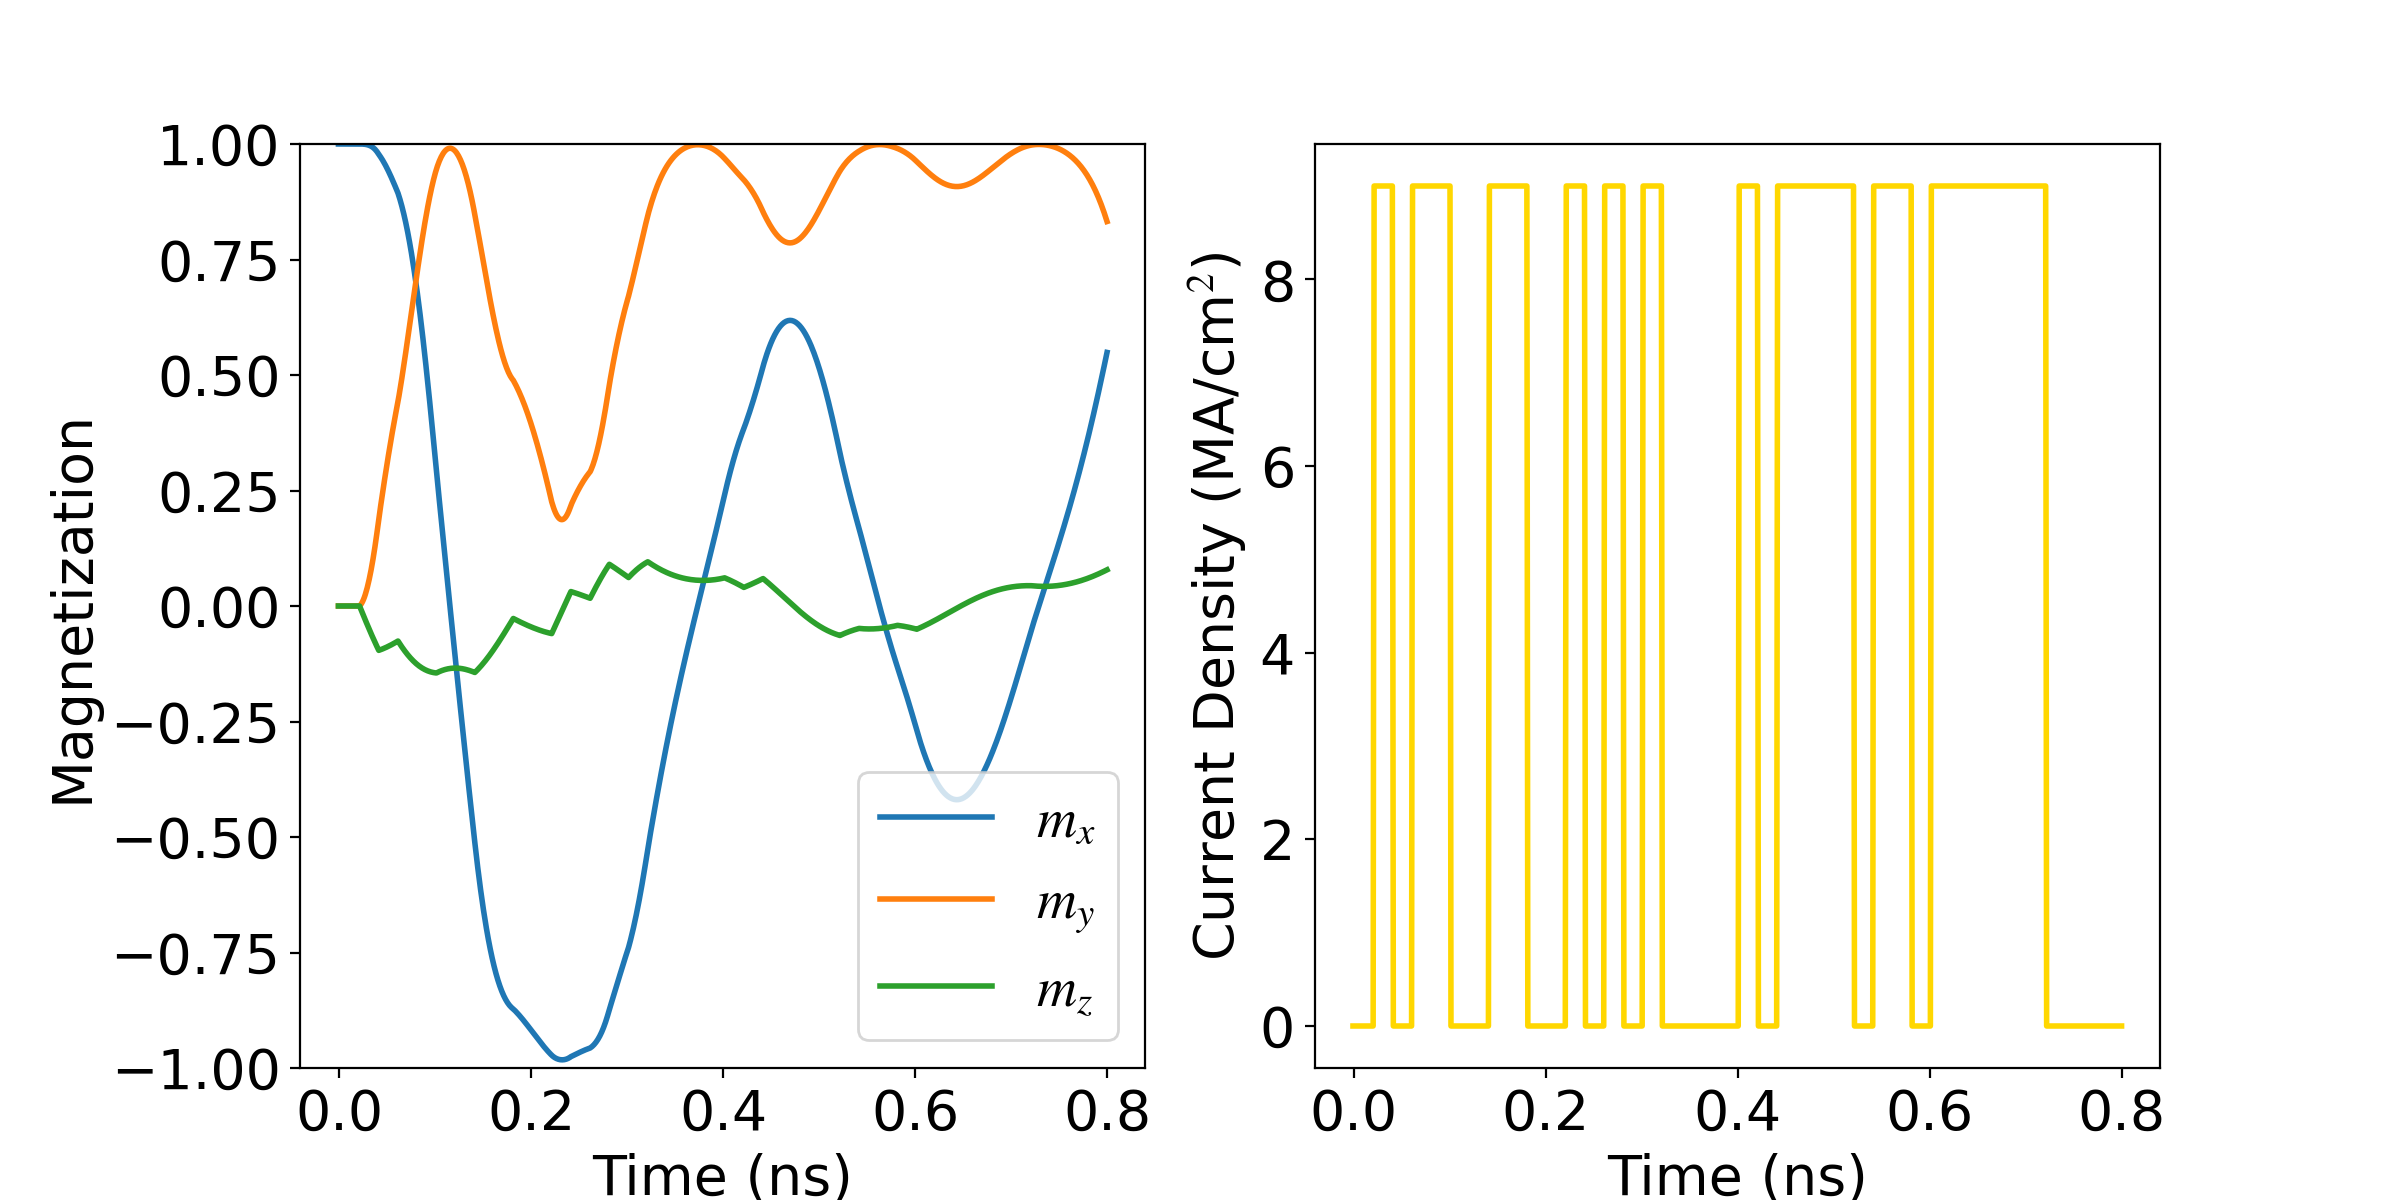 Magnetization
1.00
0.75
0.50
0.25
0.00
−0.25
−0.50
−0.75
−1.00
0.0 0.2 0.4 0.6 0.8
Time (ns)
m_x
m_y
m_z
Current Density (MA/cm²)
8
6
4
2
0
0.0 0.2 0.4 0.6 0.8
Time (ns)